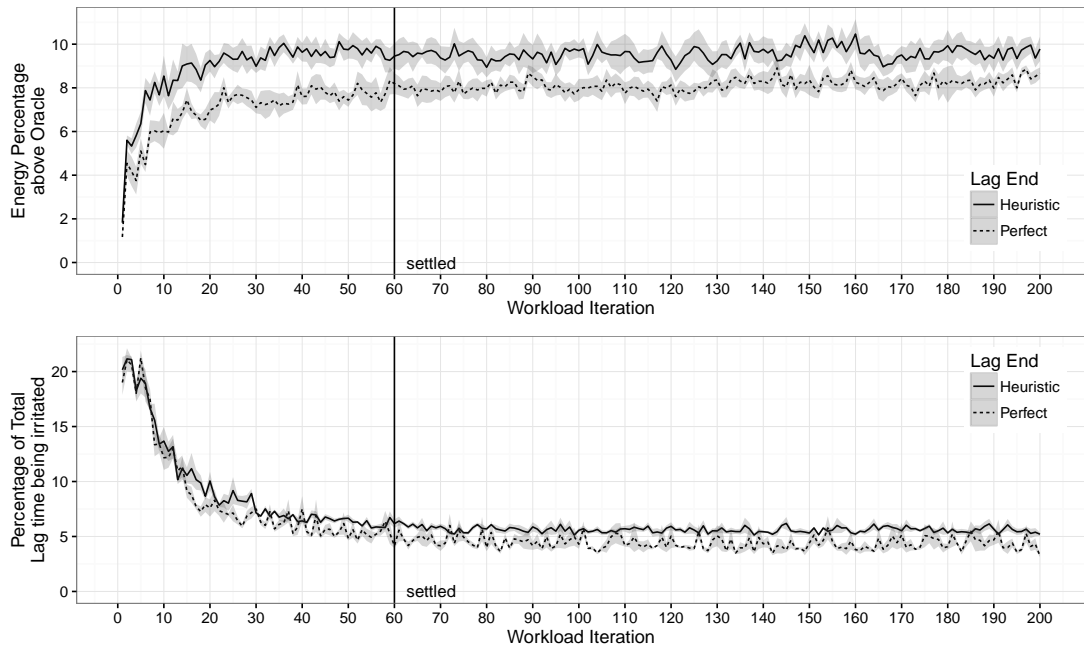 Energy Percentage
above Oracle
10
8
6
4
2
0
Lag End
Heuristic
Perfect
settled
0 10 20 30 40 50 60 70 80 90 100 110 120 130 140 150 160 170 180 190 200
Workload Iteration
Percentage of Total
Lag time being irritated
20
15
10
5
0
Lag End
Heuristic
Perfect
settled
0 10 20 30 40 50 60 70 80 90 100 110 120 130 140 150 160 170 180 190 200
Workload Iteration